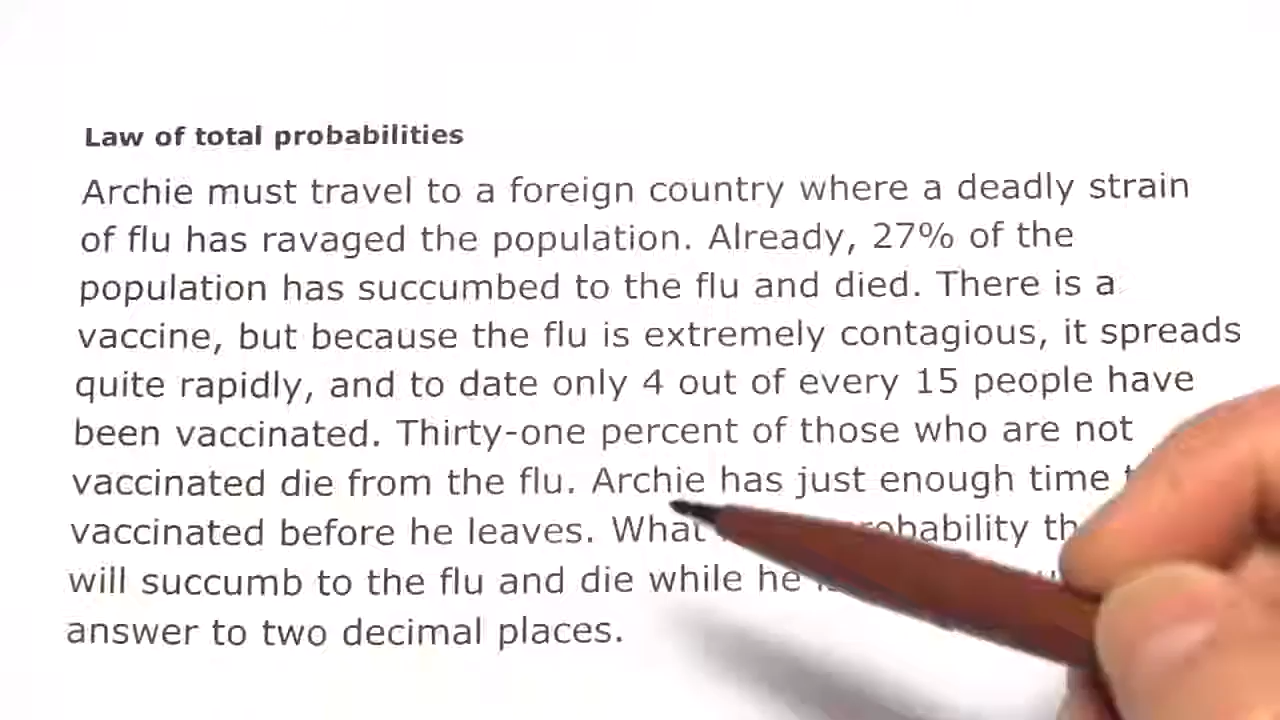 Law of total probabilities
Archie must travel to a foreign country where a deadly strain
of flu has ravaged the population. Already, 27% of the
population has succumbed to the flu and died. There is a
vaccine, but because the flu is extremely contagious, it spreads
quite rapidly, and to date only 4 out of every 15 people have
been vaccinated. Thirty-one percent of those who are not
vaccinated die from the flu. Archie has just enough time
vaccinated before he leaves. What
will succumb to the flu and die while he
answer to two decimal places.